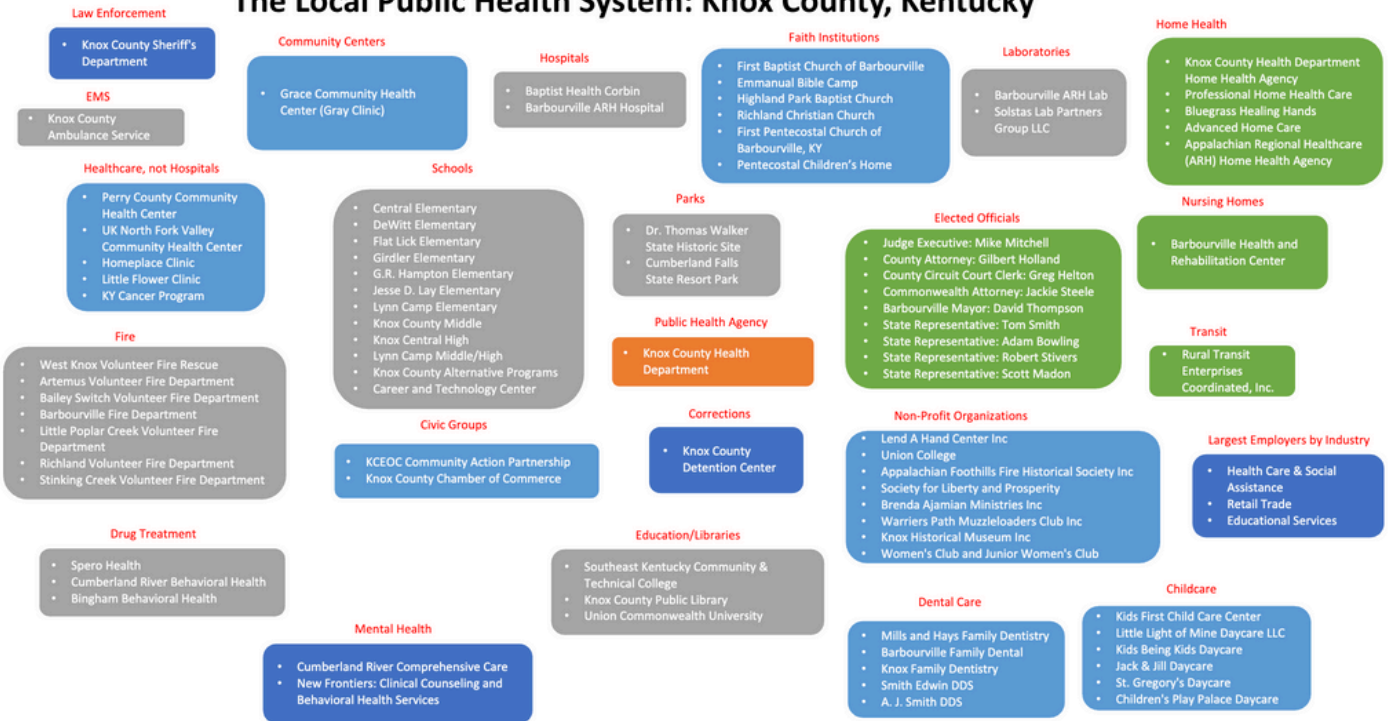 The Local Public Health System: Knox County, Kentucky
Law Enforcement
• Knox County Sheriff's
Department
Community Centers
• Grace Community Health
Center (Gray Clinic)
Hospitals
• Baptist Health Corbin
• Barbourville ARH Hospital
Faith Institutions
• First Baptist Church of Barbourville
• Emmanual Bible Camp
• Highland Park Baptist Church
• Richland Christian Church
• First Pentecostal Church of
Barbourville, KY
• Pentecostal Children's Home
Laboratories
• Barbourville ARH Lab
• Solstas Lab Partners
Group LLC
Home Health
• Knox County Health Department
Home Health Agency
• Professional Home Health Care
• Bluegrass Healing Hands
• Advanced Home Care
• Appalachian Regional Healthcare
(ARH) Home Health Agency
EMS
• Knox County
Ambulance Service
Healthcare, not Hospitals
• Perry County Community
Health Center
• UK North Fork Valley
Community Health Center
• Homeplace Clinic
• Little Flower Clinic
• KY Cancer Program
Schools
• Central Elementary
• DeWitt Elementary
• Flat Lick Elementary
• Girdler Elementary
• G.R. Hampton Elementary
• Jesse D. Lay Elementary
• Lynn Camp Elementary
• Knox County Middle
• Knox Central High
• Lynn Camp Middle/High
• Knox County Alternative Programs
• Career and Technology Center
Parks
• Dr. Thomas Walker
State Historic Site
• Cumberland Falls
State Resort Park
Elected Officials
• Judge Executive: Mike Mitchell
• County Attorney: Gilbert Holland
• County Circuit Court Clerk: Greg Helton
• Commonwealth Attorney: Jackie Steele
• Barbourville Mayor: David Thompson
• State Representative: Tom Smith
• State Representative: Adam Bowling
• State Representative: Robert Stivers
• State Representative: Scott Madon
Nursing Homes
• Barbourville Health and
Rehabilitation Center
Public Health Agency
• Knox County Health
Department
Transit
• Rural Transit
Enterprises
Coordinated, Inc.
Fire
• West Knox Volunteer Fire Rescue
• Artemus Volunteer Fire Department
• Bailey Switch Volunteer Fire Department
• Barbourville Fire Department
• Little Poplar Creek Volunteer Fire
Department
• Richland Volunteer Fire Department
• Stinking Creek Volunteer Fire Department
Civic Groups
• KCEOC Community Action Partnership
• Knox County Chamber of Commerce
Corrections
• Knox County
Detention Center
Non-Profit Organizations
• Lend A Hand Center Inc
• Union College
• Appalachian Foothills Fire Historical Society Inc
• Society for Liberty and Prosperity
• Brenda Ajamian Ministries Inc
• Warriers Path Muzzleloaders Club Inc
• Knox Historical Museum Inc
• Women's Club and Junior Women's Club
Largest Employers by Industry
• Health Care & Social
Assistance
• Retail Trade
• Educational Services
Drug Treatment
• Spero Health
• Cumberland River Behavioral Health
• Bingham Behavioral Health
Education/Libraries
• Southeast Kentucky Community &
Technical College
• Knox County Public Library
• Union Commonwealth University
Mental Health
• Cumberland River Comprehensive Care
• New Frontiers: Clinical Counseling and
Behavioral Health Services
Dental Care
• Mills and Hays Family Dentistry
• Barbourville Family Dental
• Knox Family Dentistry
• Smith Edwin DDS
• A. J. Smith DDS
Childcare
• Kids First Child Care Center
• Little Light of Mine Daycare LLC
• Kids Being Kids Daycare
• Jack & Jill Daycare
• St. Gregory's Daycare
• Children's Play Palace Daycare